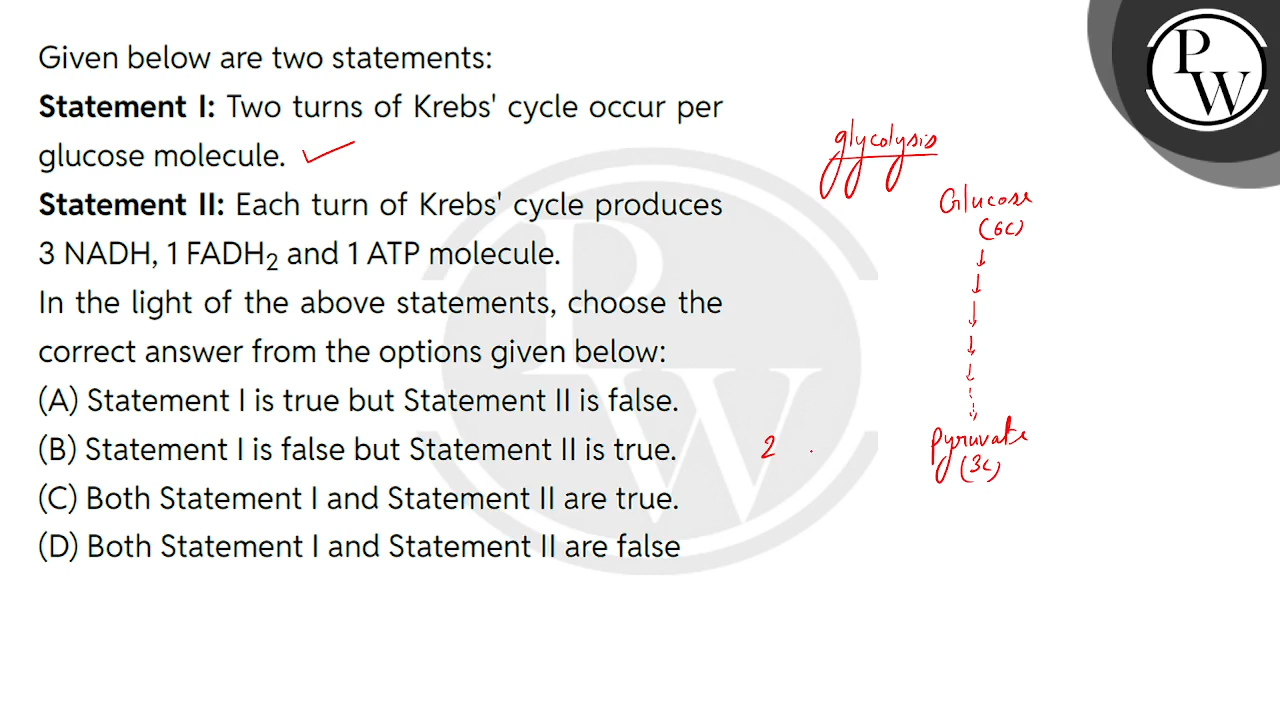 Given below are two statements:
Statement I: Two turns of Krebs' cycle occur per
glucose molecule.
Statement II: Each turn of Krebs' cycle produces
3 NADH, 1 FADH₂ and 1 ATP molecule.
In the light of the above statements, choose the
correct answer from the options given below:
(A) Statement I is true but Statement II is false.
(B) Statement I is false but Statement II is true.
(C) Both Statement I and Statement II are true.
(D) Both Statement I and Statement II are false
glycolysis
Glucose
(6C)
2
Pyruvate
(3C)
PW
PW